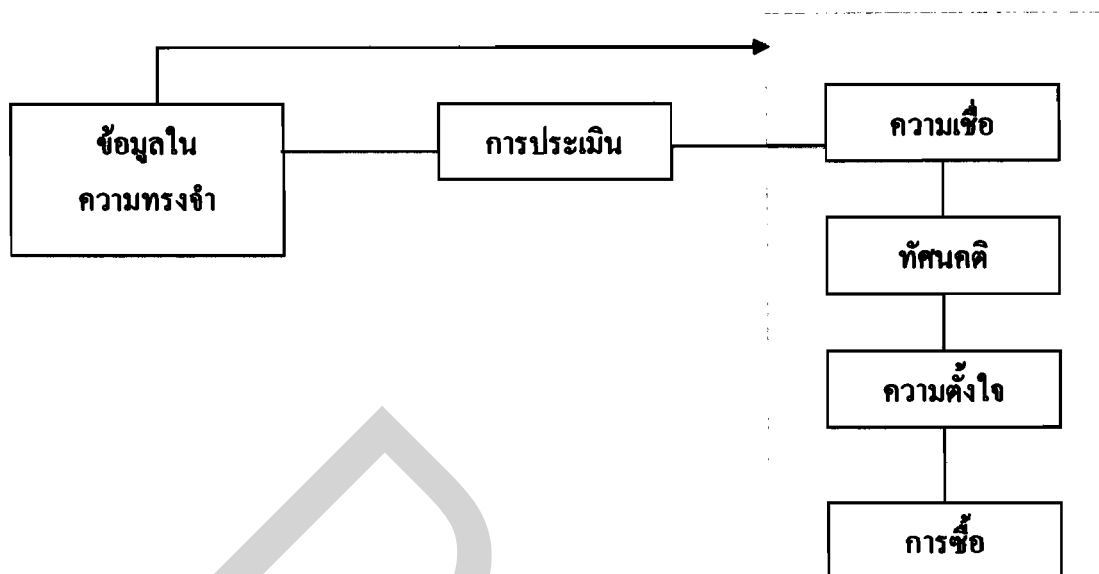 ข้อมูลใน
ความทรงจำ
การประเมิน
ความเชื่อ
ทัศนคติ
ความตั้งใจ
การซื้อ